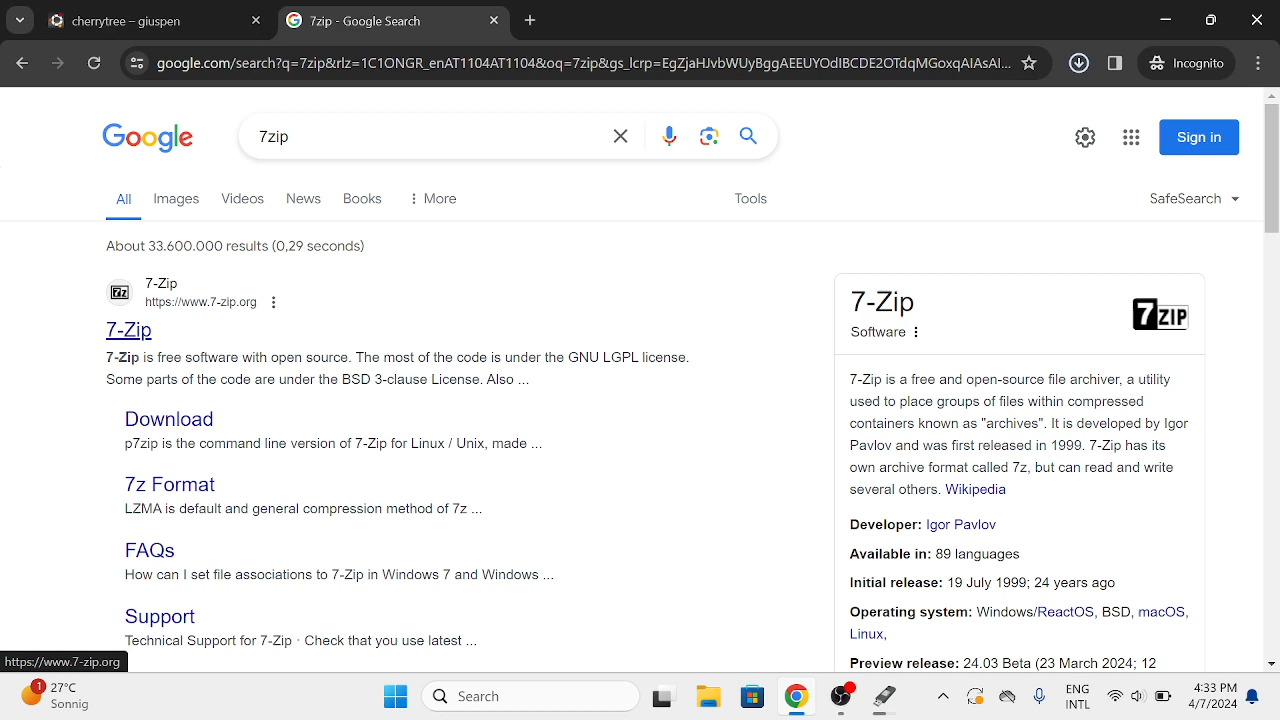 cherrytree – giuspen
7zip - Google Search
google.com/search?q=7zip&rlz=1C1ONGR_enAT1104AT1104&oq=7zip&gs_lcrp=EgZjaHJvbWUyBggAEEUYOdIBCDE2OTdqMGoxqAIAsAI...
Incognito
Google
7zip
Sign in
All
Images
Videos
News
Books
More
Tools
SafeSearch
About 33.600.000 results (0,29 seconds)
7z
7-Zip
https://www.7-zip.org
7-Zip
7-Zip is free software with open source. The most of the code is under the GNU LGPL license.
Some parts of the code are under the BSD 3-clause License. Also ...
Download
p7zip is the command line version of 7-Zip for Linux / Unix, made ...
7z Format
LZMA is default and general compression method of 7z ...
FAQs
How can I set file associations to 7-Zip in Windows 7 and Windows ...
Support
Technical Support for 7-Zip · Check that you use latest ...
7-Zip
Software
7ZIP
7-Zip is a free and open-source file archiver, a utility
used to place groups of files within compressed
containers known as "archives". It is developed by Igor
Pavlov and was first released in 1999. 7-Zip has its
own archive format called 7z, but can read and write
several others. Wikipedia
Developer: Igor Pavlov
Available in: 89 languages
Initial release: 19 July 1999; 24 years ago
Operating system: Windows/ReactOS, BSD, macOS,
Linux,
Preview release: 24.03 Beta (23 March 2024; 12
https://www.7-zip.org
1
27°C
Sonnig
Search
ENG
INTL
4:33 PM
4/7/2024